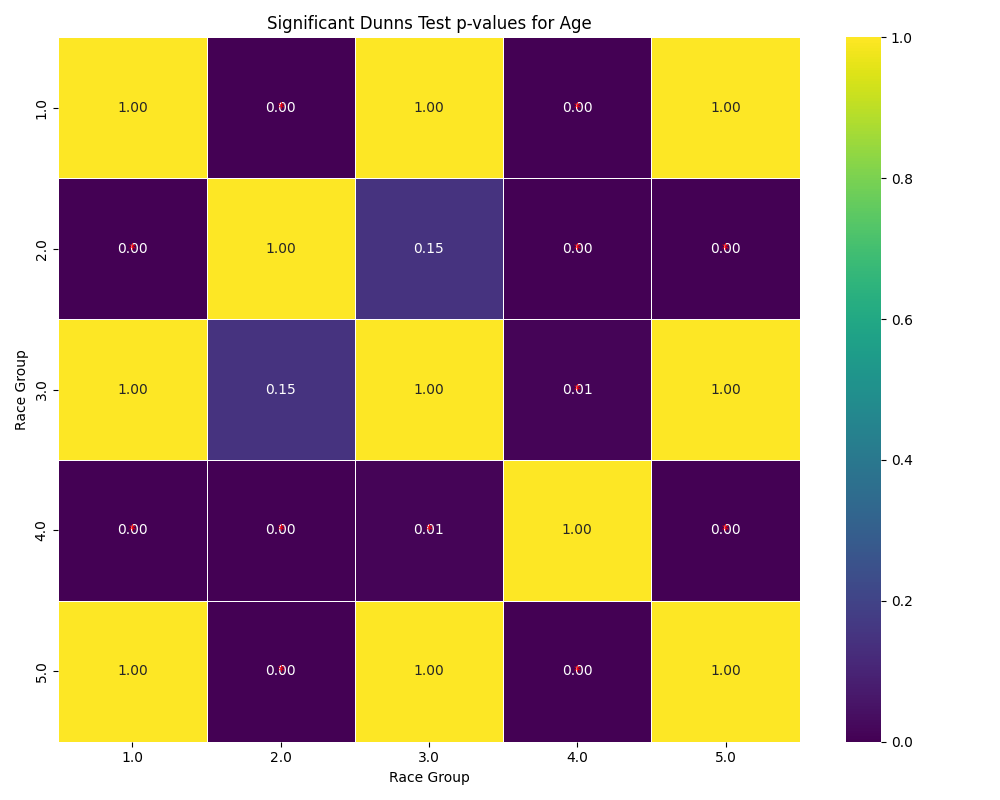 Significant Dunns Test p-values for Age
1.0
1.00 0.00 1.00 0.00 1.00
2.0
0.00 1.00 0.15 0.00 0.00
3.0
1.00 0.15 1.00 0.01 1.00
4.0
0.00 0.00 0.01 1.00 0.00
5.0
1.00 0.00 1.00 0.00 1.00
Race Group
1.0 2.0 3.0 4.0 5.0
Race Group
1.0
0.8
0.6
0.4
0.2
0.0